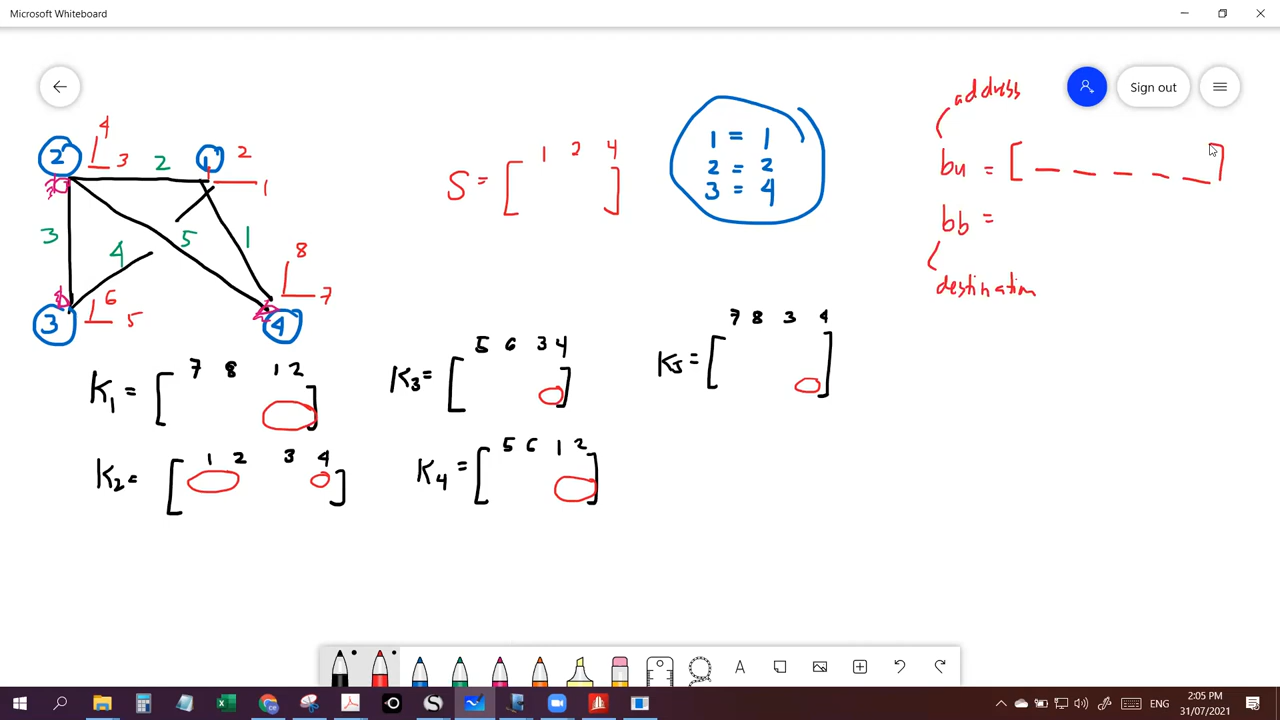 Microsoft Whiteboard
Sign out
address
bu = [ _ _ _ _ _ ]
bb =
destination
1 = 1
2 = 2
3 = 4
1 2 4
S = [ ]
4
3
2
2
2
1
1
3
4
5
1
8
7
6
5
3
4
7 8 1 2
K1 = [ ]
1 2 3 4
K2 = [ ]
5 6 3 4
K3 = [ ]
5 6 1 2
K4 = [ ]
7 8 3 4
K5 = [ ]
ENG
2:05 PM
31/07/2021